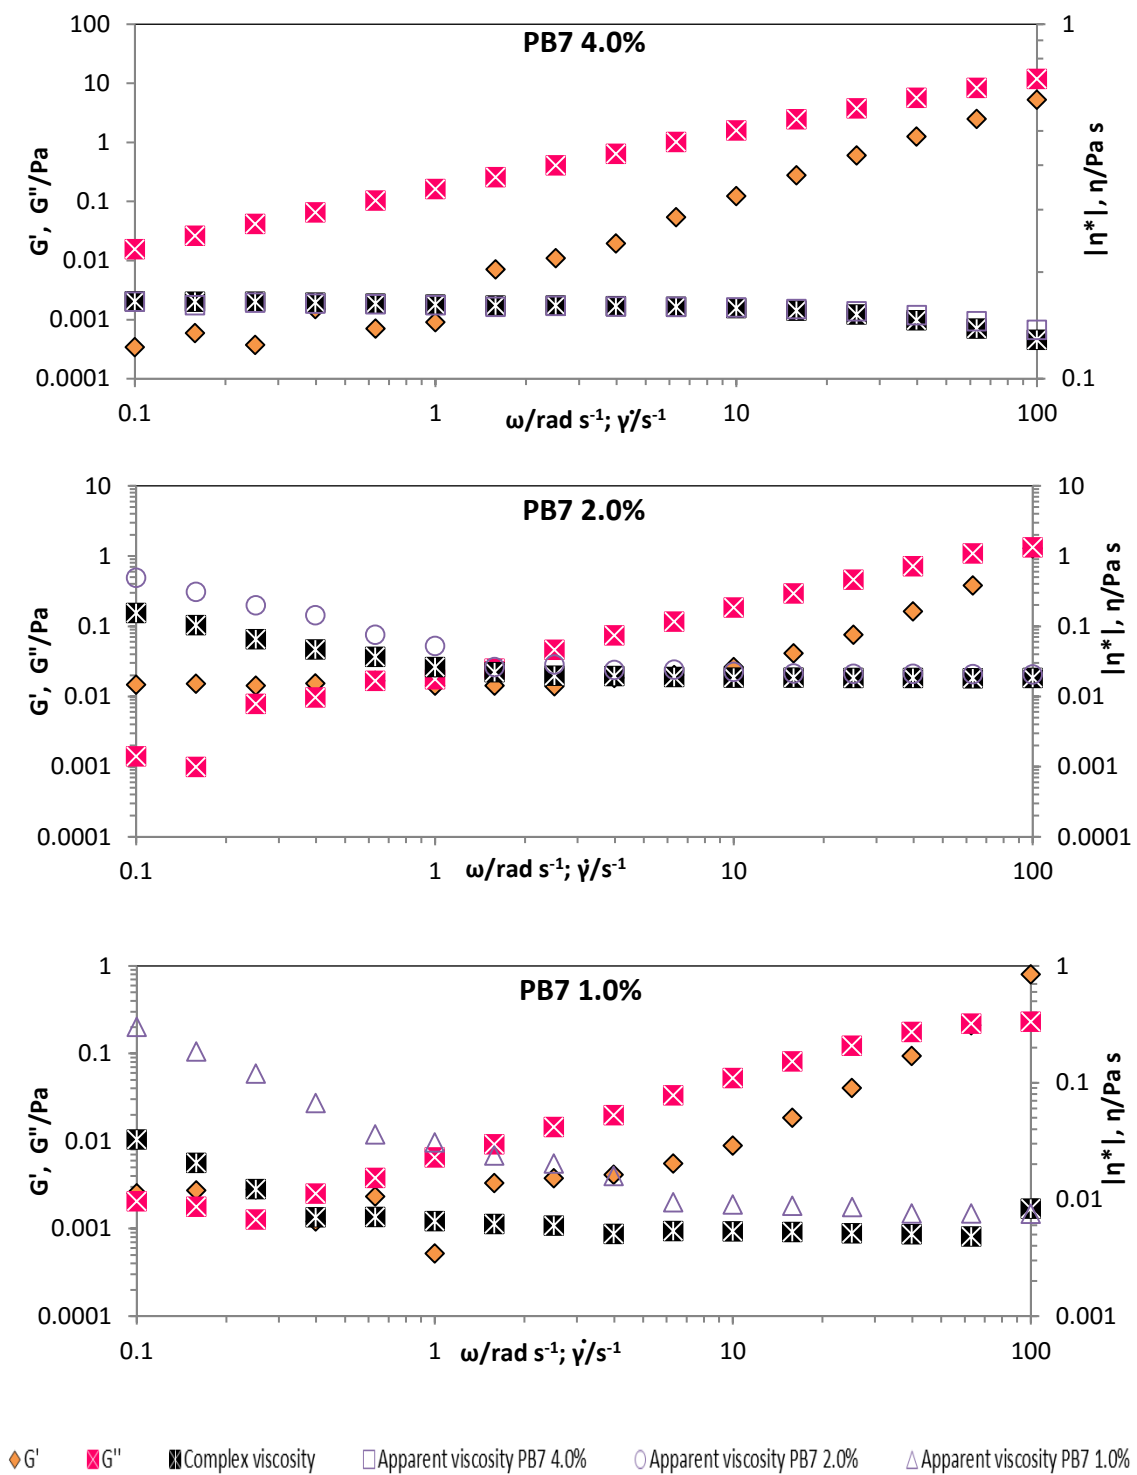 PB7 4.0%
100
10
1
0.1
0.01
0.001
0.0001
G', G''/Pa
1
0.1
|η*|, η/Pa s
0.1 1 10 100
ω/rad s⁻¹; γ̇/s⁻¹
PB7 2.0%
10
1
0.1
0.01
0.001
0.0001
G', G''/Pa
10
1
0.1
0.01
0.001
0.0001
|η*|, η/Pa s
0.1 1 10 100
ω/rad s⁻¹; γ̇/s⁻¹
PB7 1.0%
1
0.1
0.01
0.001
0.0001
G', G''/Pa
1
0.1
0.01
0.001
|η*|, η/Pa s
0.1 1 10 100
ω/rad s⁻¹; γ̇/s⁻¹
G' G'' Complex viscosity Apparent viscosity PB7 4.0% Apparent viscosity PB7 2.0% Apparent viscosity PB7 1.0%